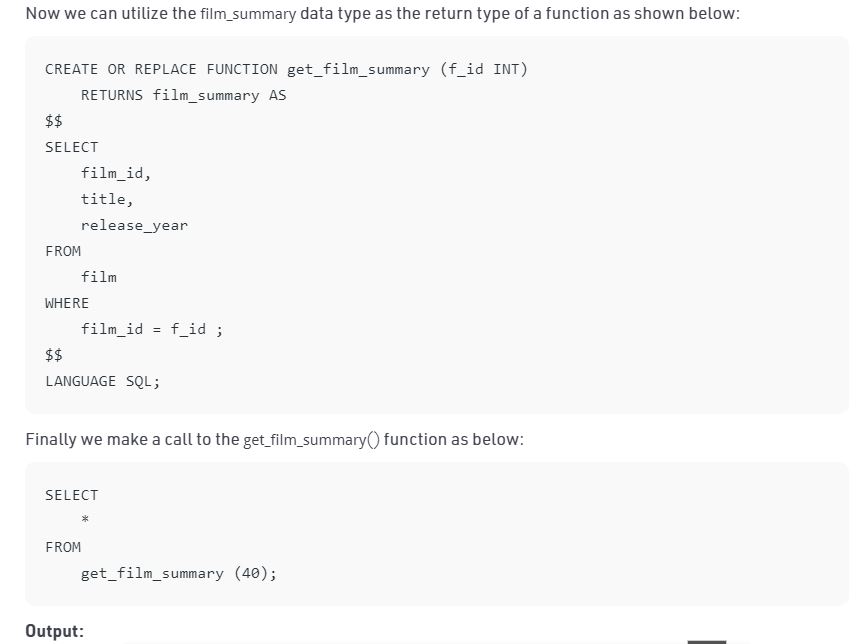 Now we can utilize the film_summary data type as the return type of a function as shown below:
CREATE OR REPLACE FUNCTION get_film_summary (f_id INT)
    RETURNS film_summary AS
$$
SELECT
    film_id,
    title,
    release_year
FROM
    film
WHERE
    film_id = f_id ;
$$
LANGUAGE SQL;
Finally we make a call to the get_film_summary() function as below:
SELECT
    *
FROM
    get_film_summary (40);
Output: